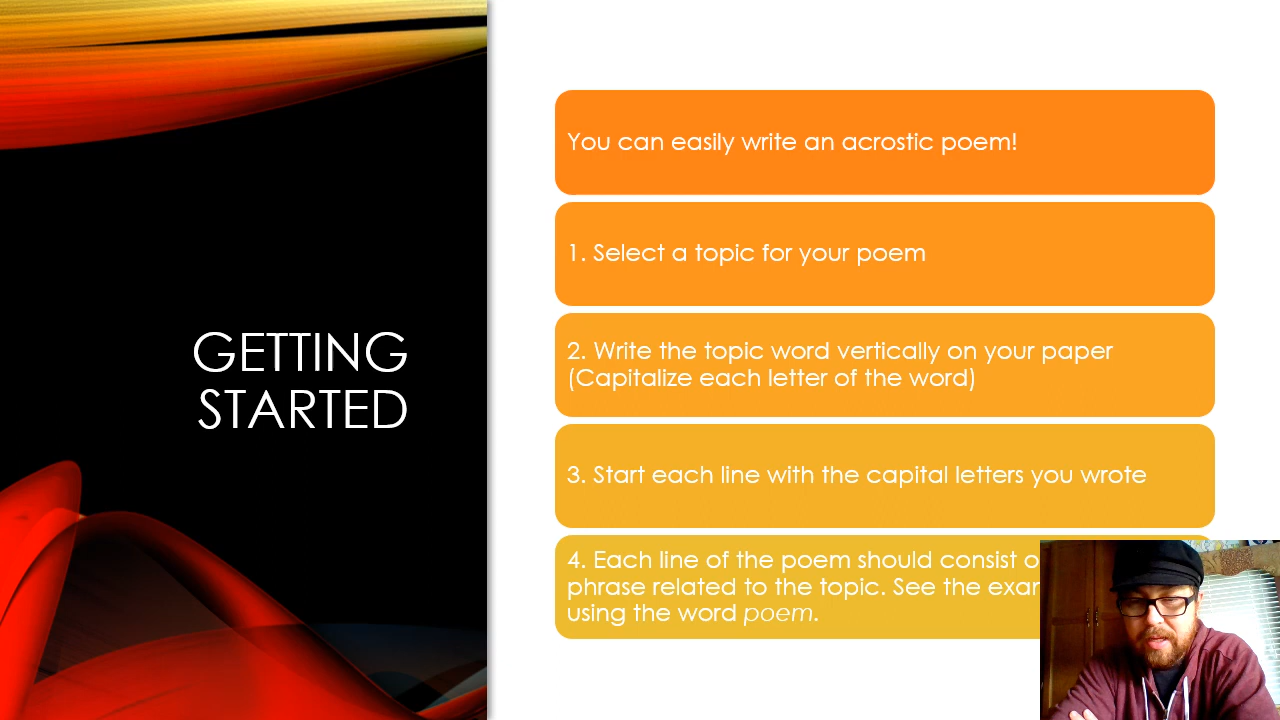 GETTING
STARTED
You can easily write an acrostic poem!
1. Select a topic for your poem
2. Write the topic word vertically on your paper
(Capitalize each letter of the word)
3. Start each line with the capital letters you wrote
4. Each line of the poem should consist
phrase related to the topic. See the
using the word poem.